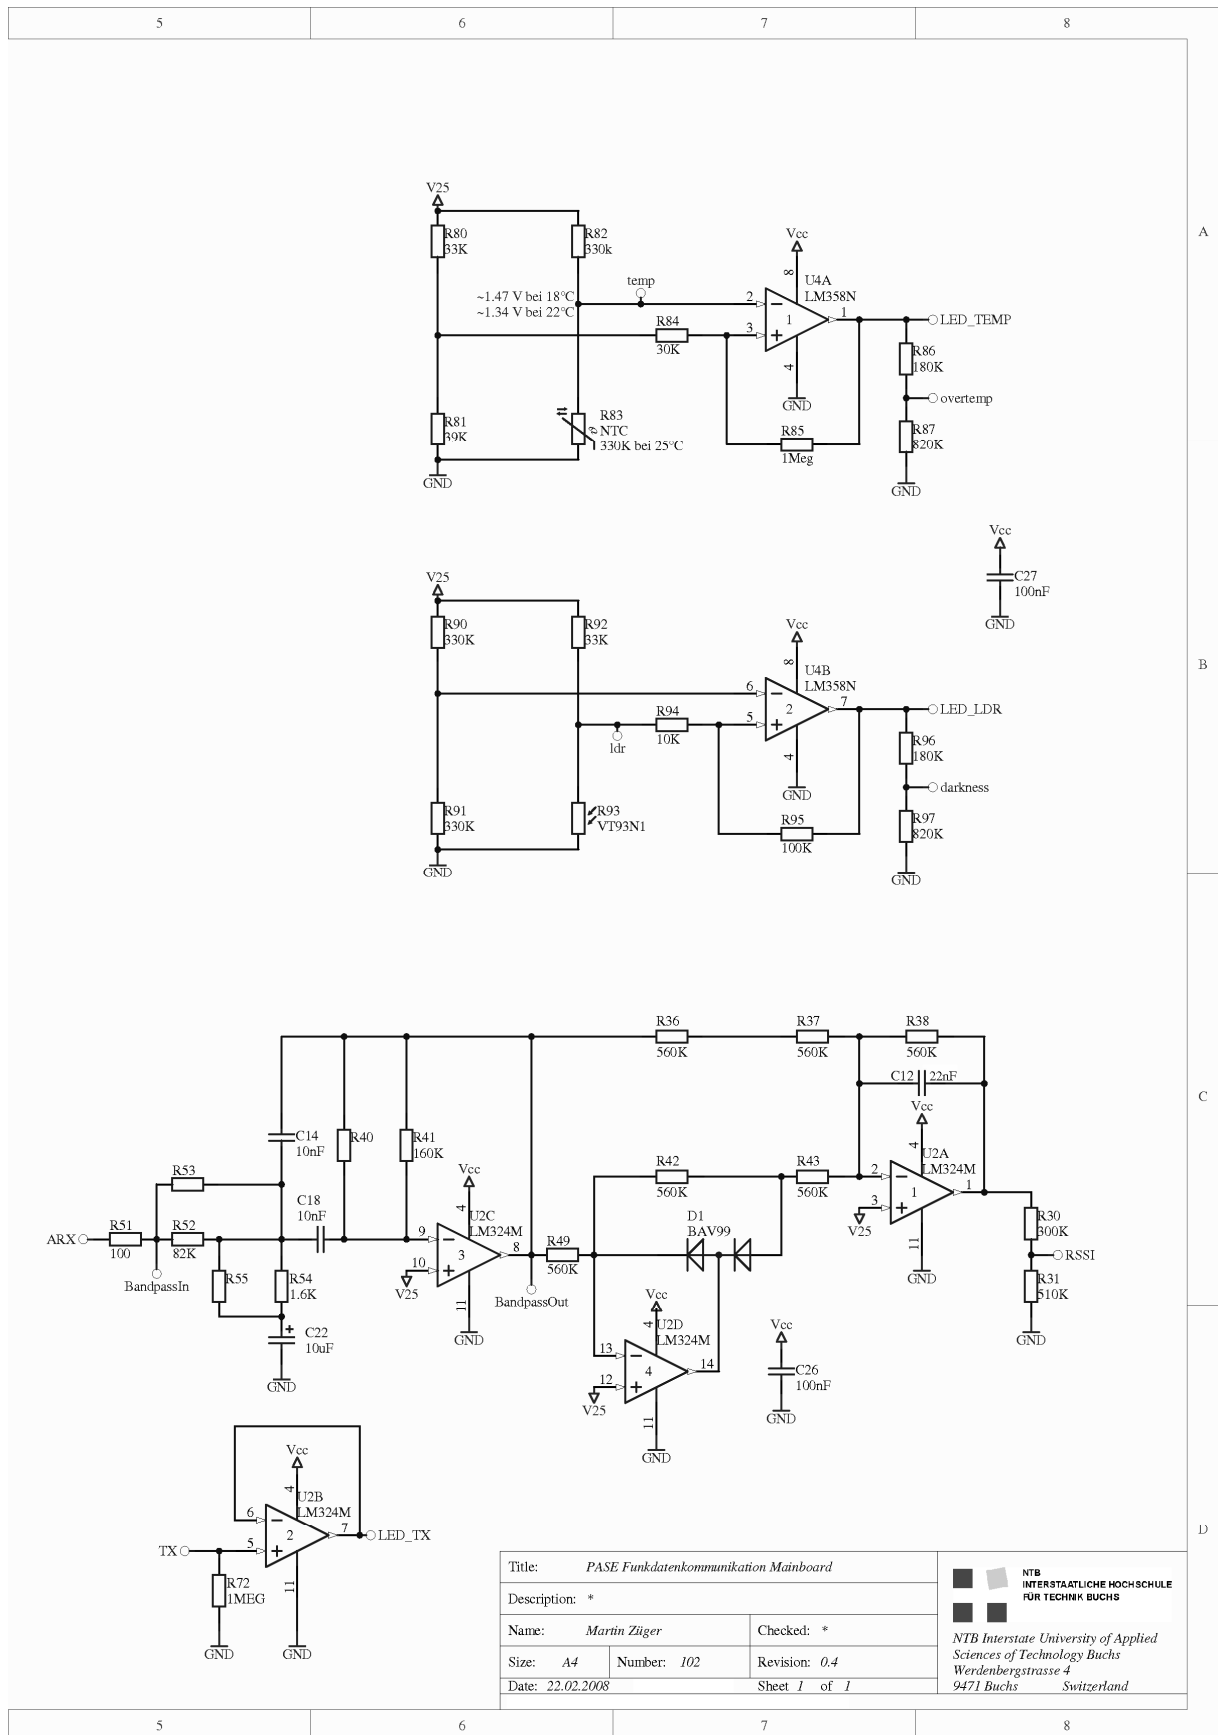 5 6 7 8
A
B
C
D
V25
R80
33K
R82
330k
~1.47 V bei 18°C
~1.34 V bei 22°C
temp
R84
30K
Vcc
8
U4A
LM358N
2
3
1
1
4
GND
LED_TEMP
R86
180K
overtemp
R87
820K
GND
R81
39K
R83
NTC
330K bei 25°C
R85
1Meg
GND
Vcc
C27
100nF
GND
V25
R90
330K
R92
33K
Vcc
8
U4B
LM358N
6
5
2
7
4
GND
R94
10K
ldr
LED_LDR
R96
180K
darkness
R97
820K
GND
R91
330K
R93
VT93N1
R95
100K
GND
R36
560K
R37
560K
R38
560K
C12 22nF
Vcc
4
U2A
LM324M
2
3
1
1
11
V25
GND
C14
10nF
R40
R41
160K
R42
560K
R43
560K
R53
C18
10nF
Vcc
4
U2C
LM324M
9
10
3
8
11
V25
GND
ARX
R51
100
R52
82K
BandpassIn
R55
R54
1.6K
C22
+
10uF
GND
R49
560K
BandpassOut
D1
BAV99
Vcc
4
U2D
LM324M
13
12
4
14
11
V25
GND
Vcc
C26
100nF
GND
R30
300K
RSSI
R31
510K
GND
Vcc
4
U2B
LM324M
6
5
2
7
11
LED_TX
TX
R72
1MEG
GND
GND
Title: PASE Funkdatenkommunikation Mainboard
Description: *
Name: Martin Züger
Checked: *
Size: A4
Number: 102
Revision: 0.4
Date: 22.02.2008
Sheet 1 of 1
NTB
INTERSTAATLICHE HOCHSCHULE
FÜR TECHNIK BUCHS
NTB Interstate University of Applied
Sciences of Technology Buchs
Werdenbergstrasse 4
9471 Buchs Switzerland
5 6 7 8